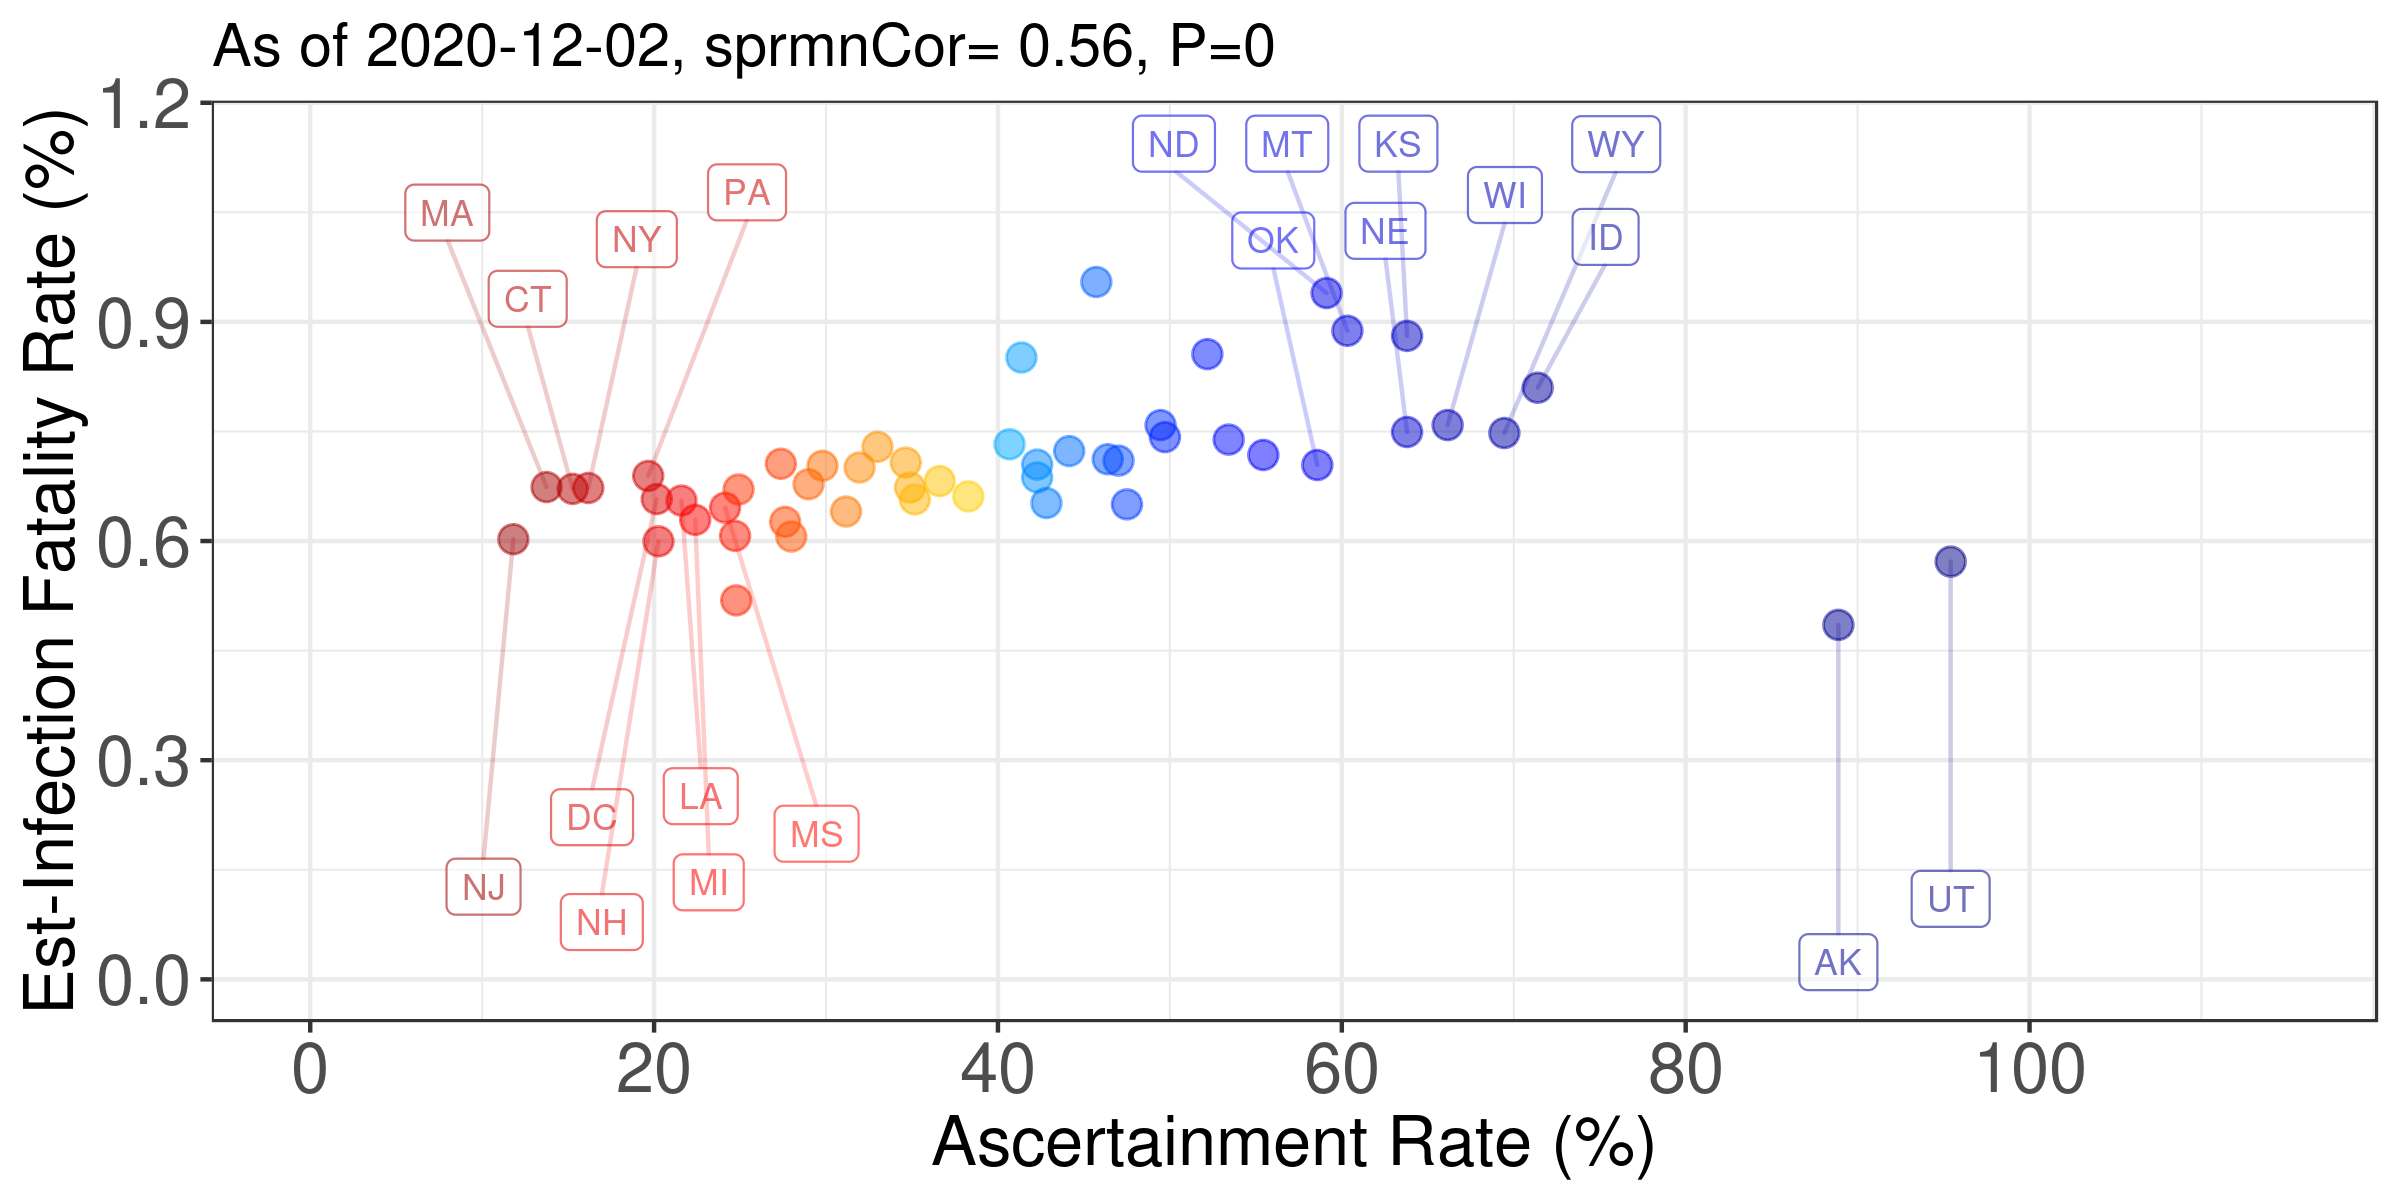 As of 2020-12-02, sprmnCor= 0.56, P=0
Est-Infection Fatality Rate (%)
1.2
0.9
0.6
0.3
0.0
ND
MT
KS
WY
PA
WI
MA
NY
OK
NE
ID
CT
DC
LA
MS
NJ
MI
NH
UT
AK
0
20
40
60
80
100
Ascertainment Rate (%)